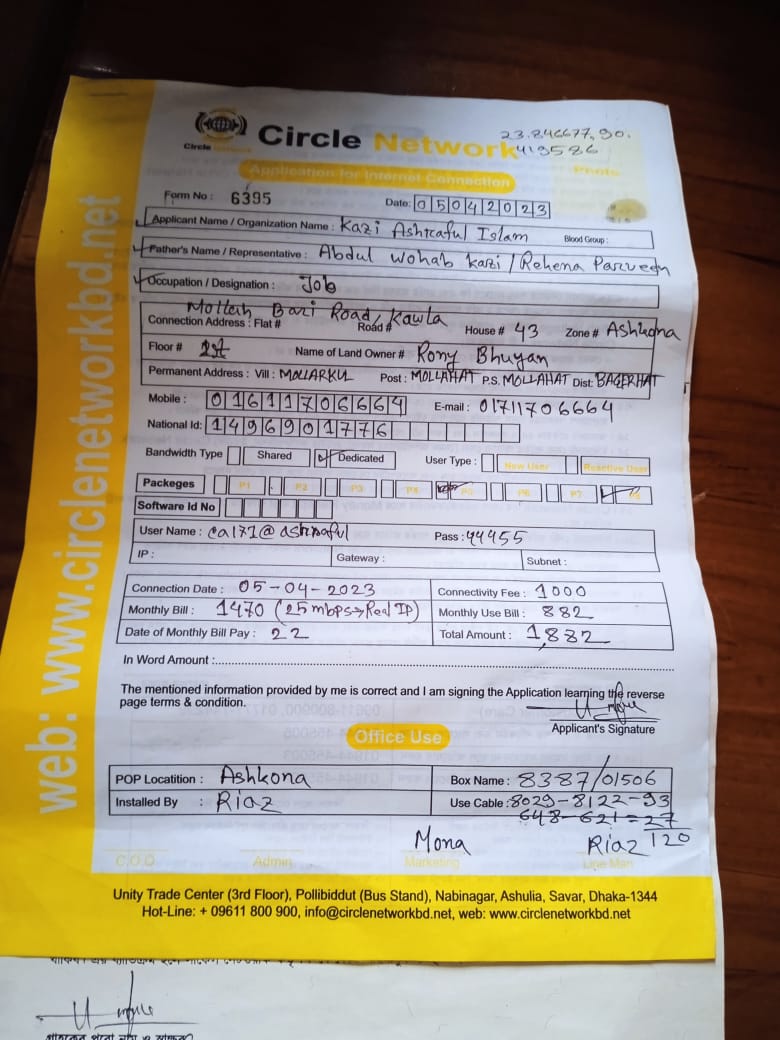 Circle Network
Circle Network
23.846677, 90.
419586
Application for Internet Connection
Photo
Form No : 6395
Date: 05042023
Applicant Name / Organization Name : Kazi Ashraful Islam Blood Group :
Father's Name / Representative : Abdul Wohab Kazi / Rehena Parveen
Occupation / Designation : Job
Mollah Bari Road, Kawla
Connection Address : Flat # Road # House # 43 Zone # Ashkona
Floor # Name of Land Owner # Rony Bhuyan
Permanent Address : Vill : MOLLARKUL Post : MOLLAHAT P.S. MOLLAHAT Dist: BAGERHAT
Mobile : 01611706664 E-mail : 01711706664
National Id: 1496901776
Bandwidth Type Shared Dedicated User Type : New User Reactive User
Packeges P1 P2 P3 P4 P5 P6 P7 P8
Software Id No
User Name : ca171@ashraful Pass : 44455
IP : Gateway : Subnet :
Connection Date : 05-04-2023 Connectivity Fee : 1000
Monthly Bill : 1470 (25mbps→Real IP) Monthly Use Bill : 882
Date of Monthly Bill Pay : 22 Total Amount : 1,882
In Word Amount :
The mentioned information provided by me is correct and I am signing the Application learning the reverse
page terms & condition.
Applicant's Signature
Office Use
POP Locatition : Ashkona Box Name : 8387/01506
Installed By : Riaz Use Cable : 8029-8122-93
648-621=27
120
Mona Riaz
C.O.O Admin Marketing Line Man
Unity Trade Center (3rd Floor), Pollibiddut (Bus Stand), Nabinagar, Ashulia, Savar, Dhaka-1344
Hot-Line: + 09611 800 900, info@circlenetworkbd.net, web: www.circlenetworkbd.net
web: www.circlenetworkbd.net